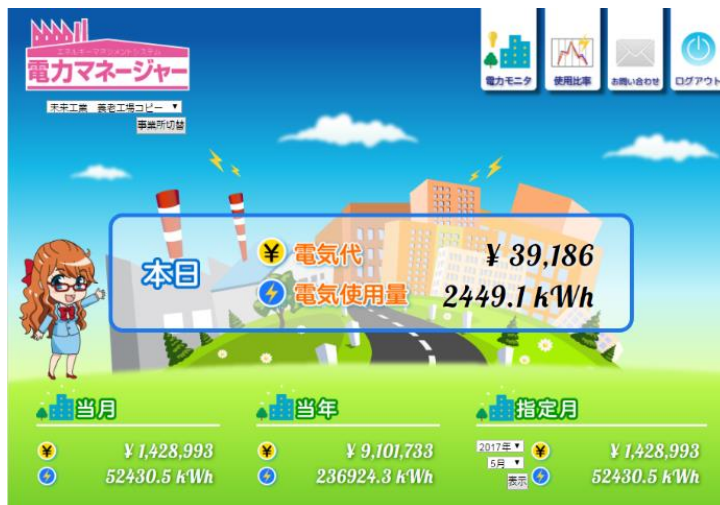 エネルギーマネジメントシステム
電力マネージャー
未来工業 養老工場コピー ▼
事業所切替
電力モニタ
使用比率
お問い合わせ
ログアウト
本日
¥ 電気代 ¥ 39,186
電気使用量 2449.1 kWh
当月
¥ ¥ 1,428,993
52430.5 kWh
当年
¥ ¥ 9,101,733
236924.3 kWh
指定月
2017年 ▼ ¥ ¥ 1,428,993
5月 ▼
表示 52430.5 kWh